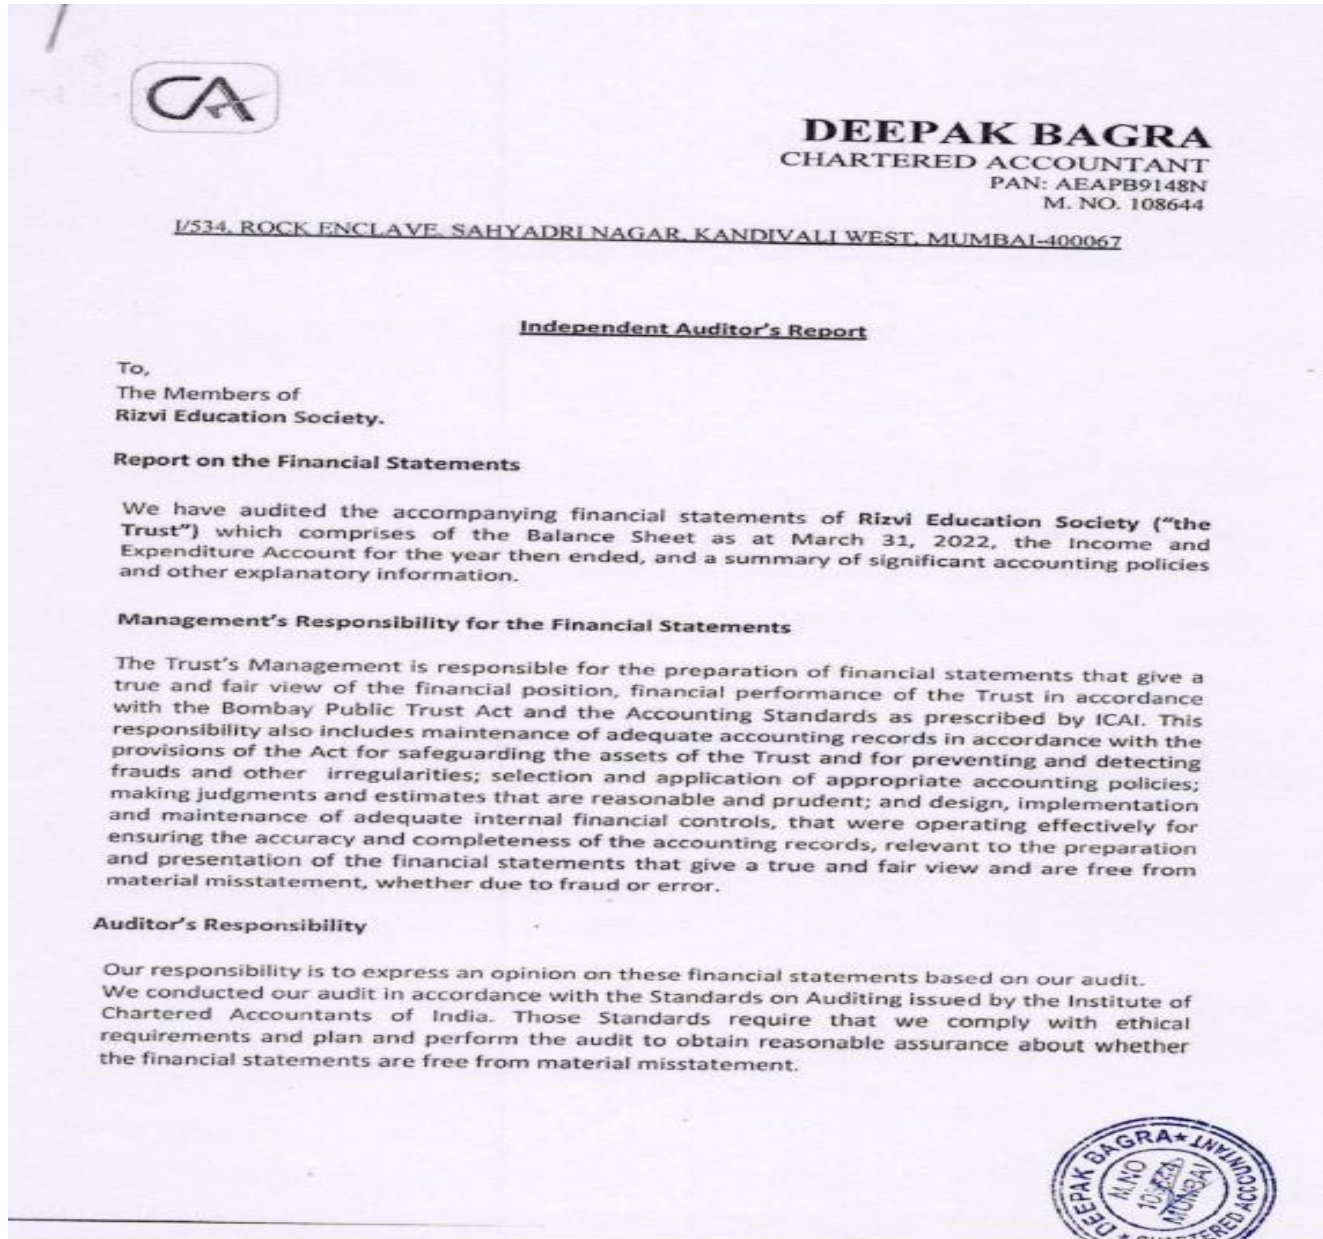 CA
DEEPAK BAGRA
CHARTERED ACCOUNTANT
PAN: AEAPB9148N
M. NO. 108644
I/534, ROCK ENCLAVE, SAHYADRI NAGAR, KANDIVALI WEST, MUMBAI-400067
Independent Auditor's Report
To,
The Members of
Rizvi Education Society.
Report on the Financial Statements
We have audited the accompanying financial statements of Rizvi Education Society ("the
Trust") which comprises of the Balance Sheet as at March 31, 2022, the Income and
Expenditure Account for the year then ended, and a summary of significant accounting policies
and other explanatory information.
Management's Responsibility for the Financial Statements
The Trust's Management is responsible for the preparation of financial statements that give a
true and fair view of the financial position, financial performance of the Trust in accordance
with the Bombay Public Trust Act and the Accounting Standards as prescribed by ICAI. This
responsibility also includes maintenance of adequate accounting records in accordance with the
provisions of the Act for safeguarding the assets of the Trust and for preventing and detecting
frauds and other irregularities; selection and application of appropriate accounting policies;
making judgments and estimates that are reasonable and prudent; and design, implementation
and maintenance of adequate internal financial controls, that were operating effectively for
ensuring the accuracy and completeness of the accounting records, relevant to the preparation
and presentation of the financial statements that give a true and fair view and are free from
material misstatement, whether due to fraud or error.
Auditor's Responsibility
Our responsibility is to express an opinion on these financial statements based on our audit.
We conducted our audit in accordance with the Standards on Auditing issued by the Institute of
Chartered Accountants of India. Those Standards require that we comply with ethical
requirements and plan and perform the audit to obtain reasonable assurance about whether
the financial statements are free from material misstatement.
DEEPAK BAGRA ★
CHARTERED ACCOUNTANT
M.NO
MUMBAI